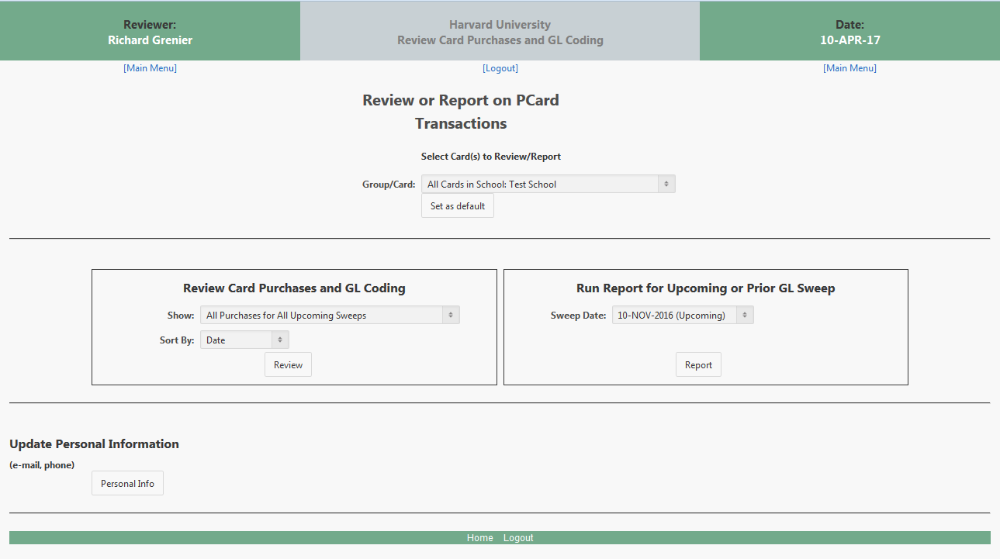 Reviewer:
Richard Grenier
Harvard University
Review Card Purchases and GL Coding
Date:
10-APR-17
[Main Menu]
[Logout]
[Main Menu]
Review or Report on PCard
Transactions
Select Card(s) to Review/Report
Group/Card: All Cards in School: Test School
Set as default
Review Card Purchases and GL Coding
Show: All Purchases for All Upcoming Sweeps
Sort By: Date
Review
Run Report for Upcoming or Prior GL Sweep
Sweep Date: 10-NOV-2016 (Upcoming)
Report
Update Personal Information
(e-mail, phone)
Personal Info
Home Logout